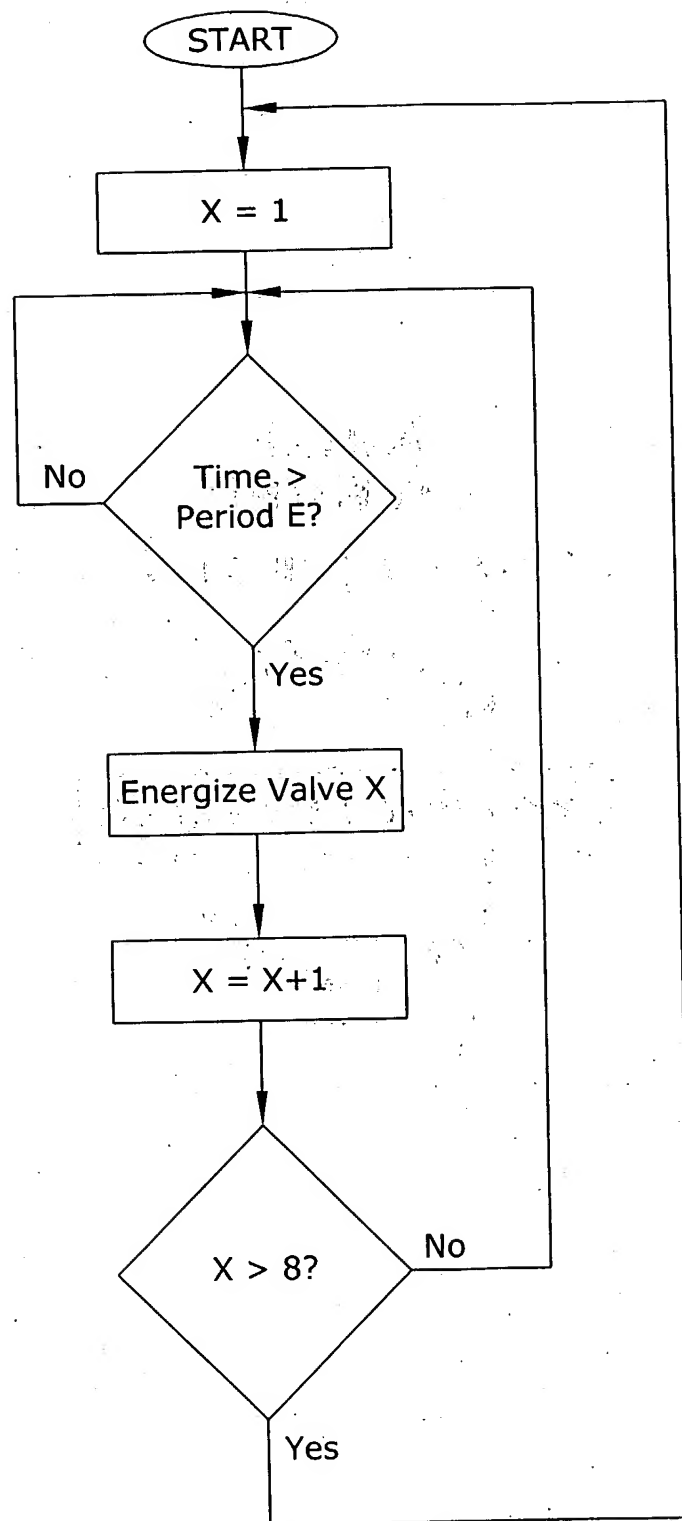 START
X = 1
No
Time >
Period E?
Yes
Energize Valve X
X = X+1
X > 8?
No
Yes